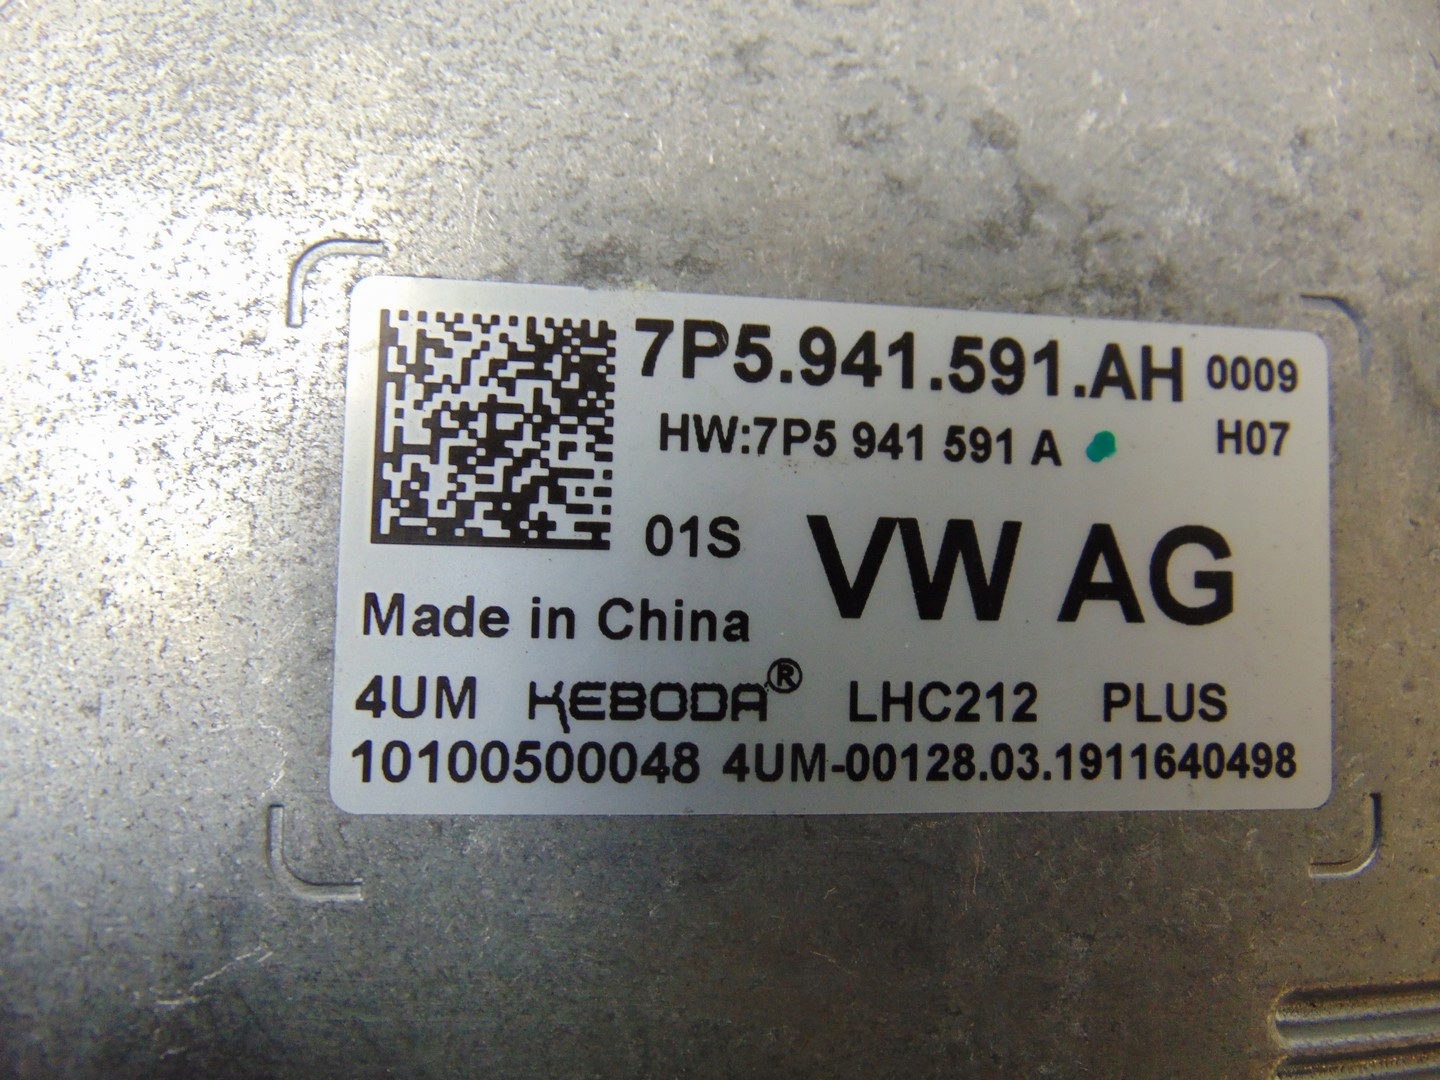 7P5.941.591.AH 0009
HW:7P5 941 591 A H07
01S VW AG
Made in China
4UM KEBODA® LHC212 PLUS
10100500048 4UM-00128.03.1911640498